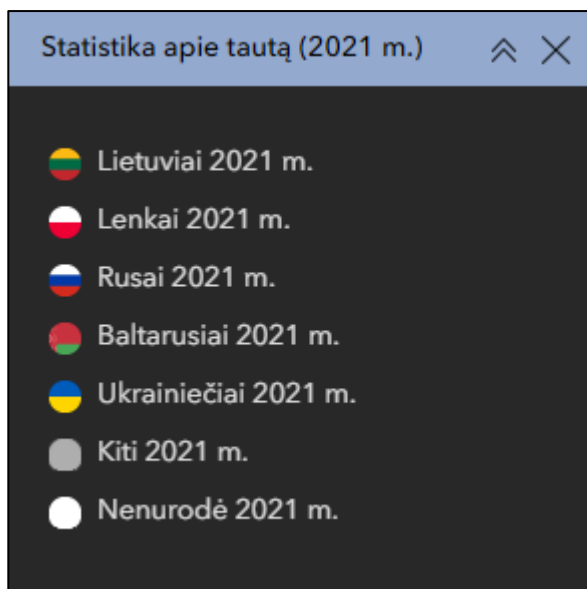 Statistika apie tautą (2021 m.)
Lietuviai 2021 m.
Lenkai 2021 m.
Rusai 2021 m.
Baltarusiai 2021 m.
Ukrainiečiai 2021 m.
Kiti 2021 m.
Nenurodė 2021 m.